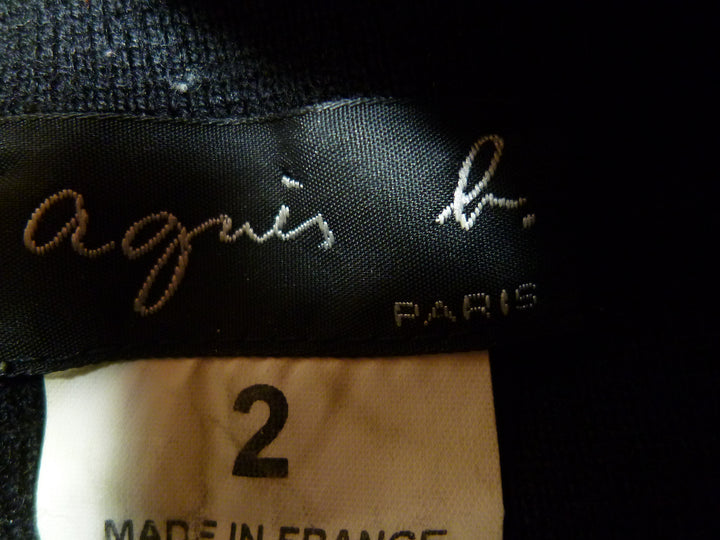 agnès b.
PARIS
2
MADE IN FRANCE